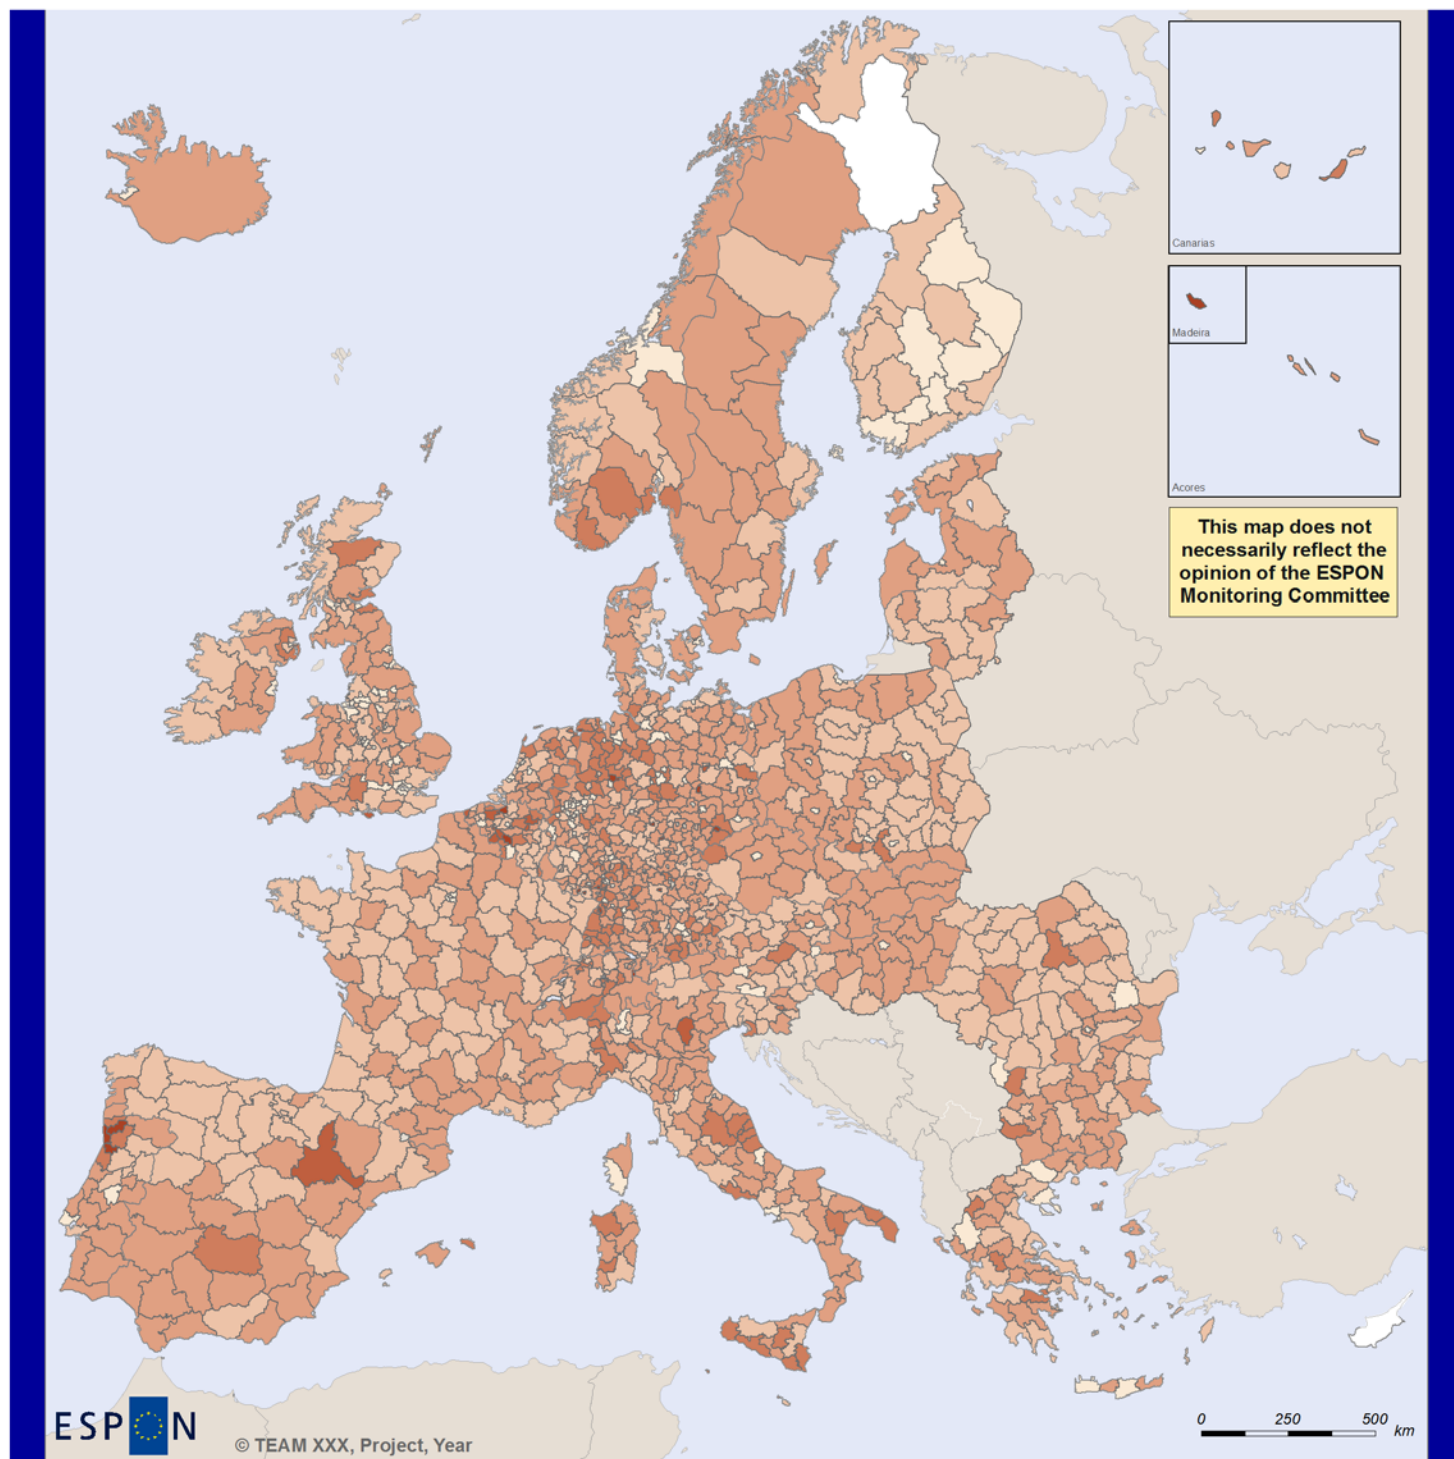 Canarias
Madeira
Acores
This map does not
necessarily reflect the
opinion of the ESPON
Monitoring Committee
ESPON
© TEAM XXX, Project, Year
0 250 500
km